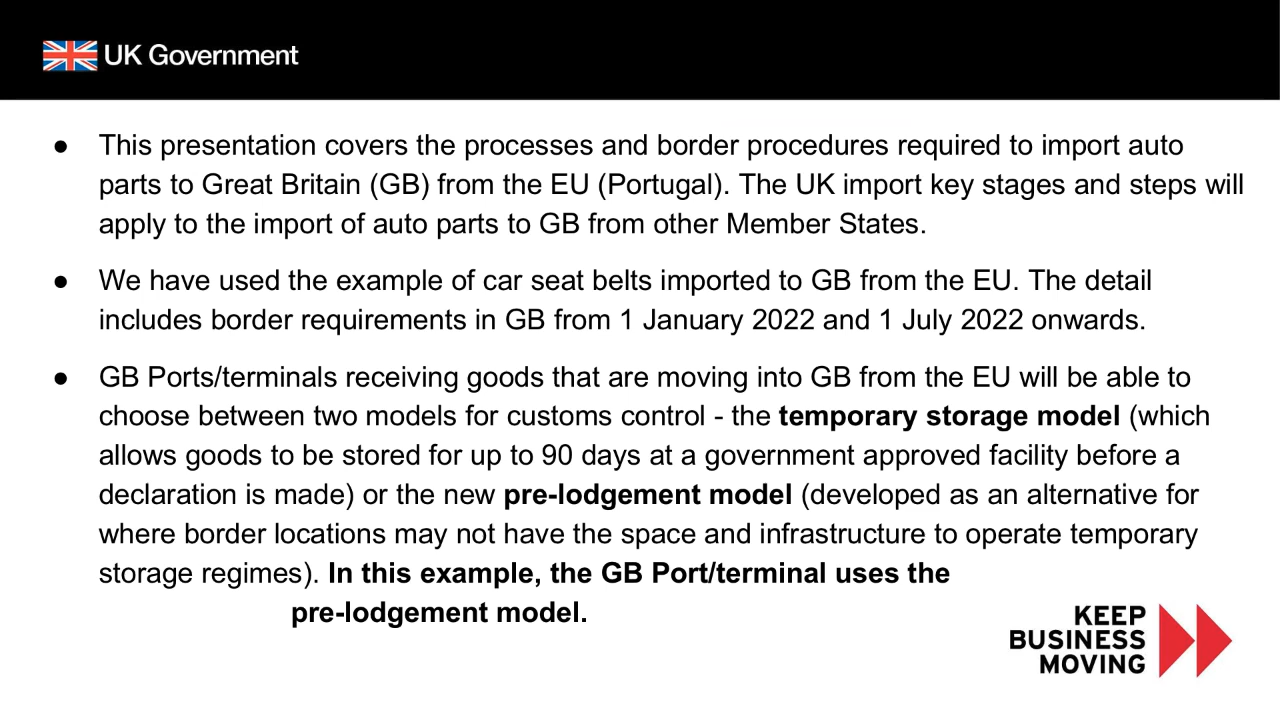 UK Government
● This presentation covers the processes and border procedures required to import auto
parts to Great Britain (GB) from the EU (Portugal). The UK import key stages and steps will
apply to the import of auto parts to GB from other Member States.
● We have used the example of car seat belts imported to GB from the EU. The detail
includes border requirements in GB from 1 January 2022 and 1 July 2022 onwards.
● GB Ports/terminals receiving goods that are moving into GB from the EU will be able to
choose between two models for customs control - the temporary storage model (which
allows goods to be stored for up to 90 days at a government approved facility before a
declaration is made) or the new pre-lodgement model (developed as an alternative for
where border locations may not have the space and infrastructure to operate temporary
storage regimes). In this example, the GB Port/terminal uses the
pre-lodgement model.
KEEP
BUSINESS
MOVING